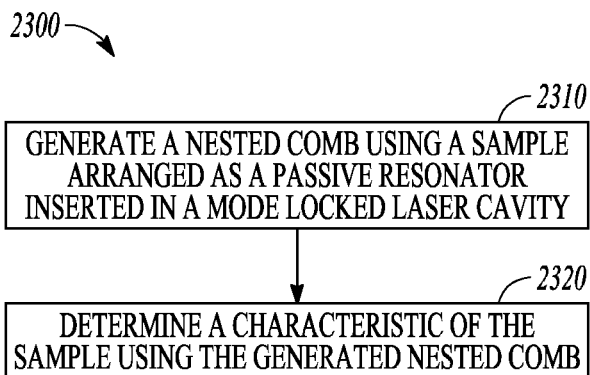 2300
2310
GENERATE A NESTED COMB USING A SAMPLE
ARRANGED AS A PASSIVE RESONATOR
INSERTED IN A MODE LOCKED LASER CAVITY
2320
DETERMINE A CHARACTERISTIC OF THE
SAMPLE USING THE GENERATED NESTED COMB